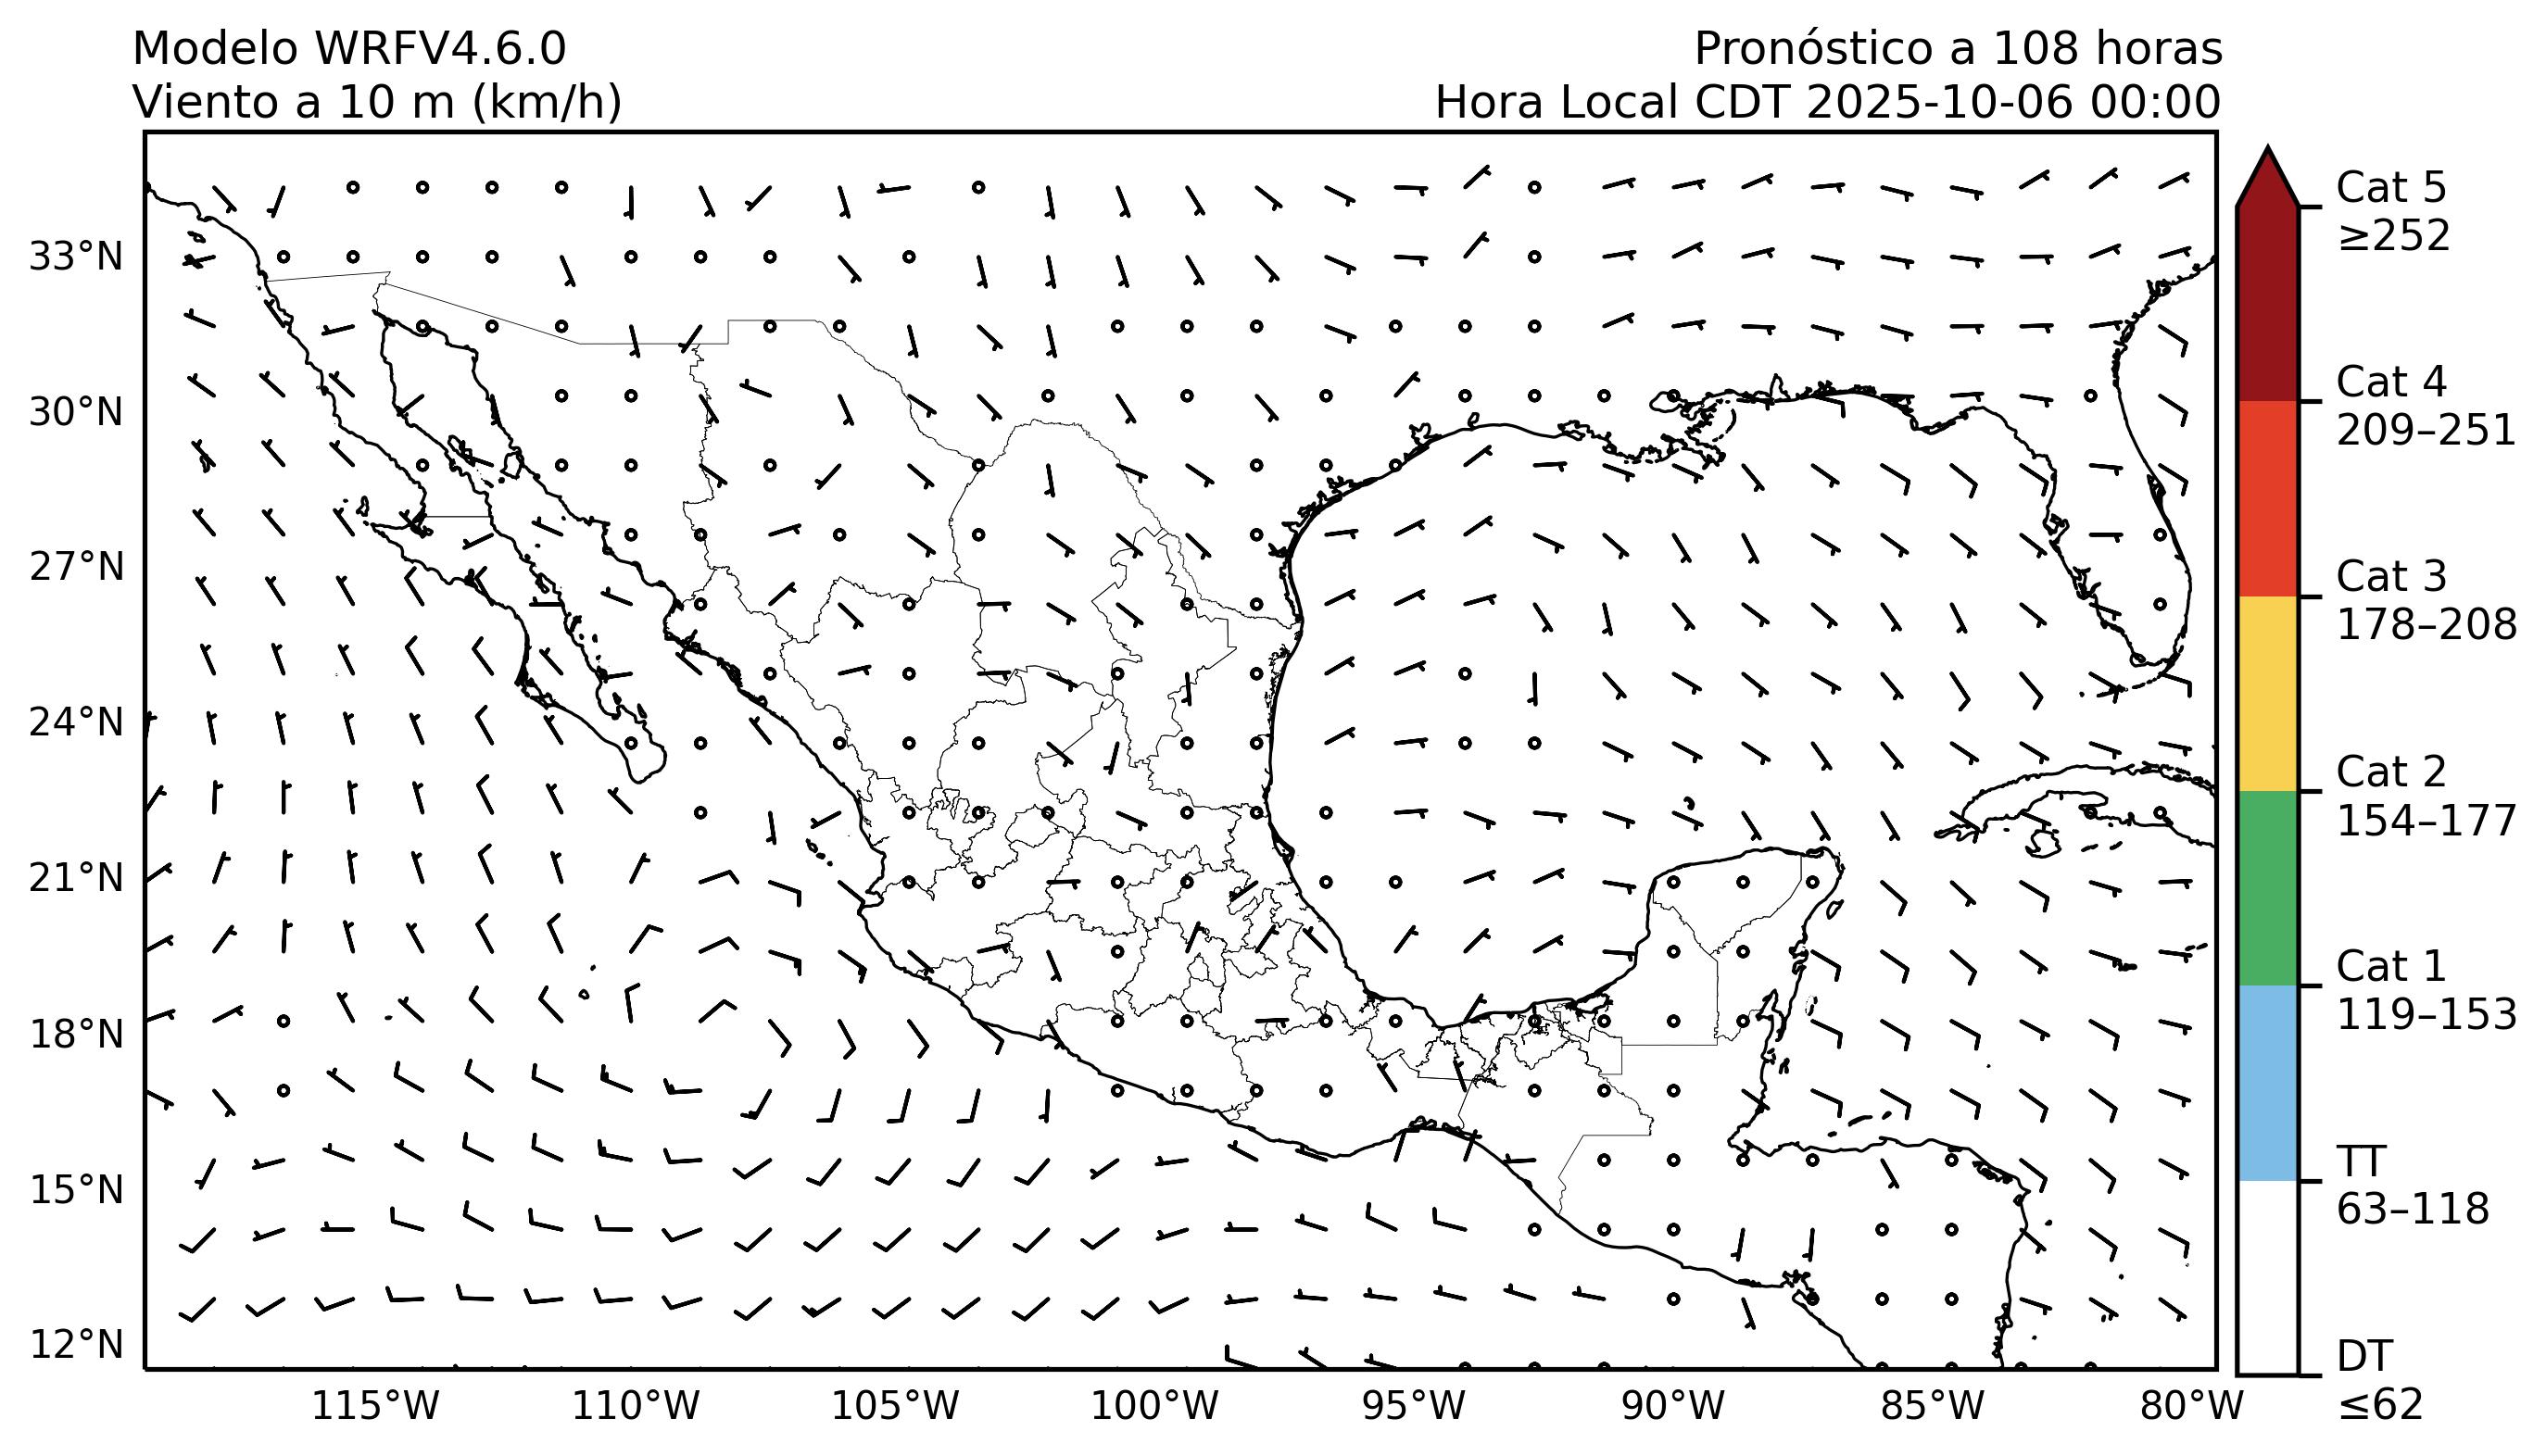 Modelo WRFV4.6.0
Viento a 10 m (km/h)
Pronóstico a 108 horas
Hora Local CDT 2025-10-06 00:00
33°N
30°N
27°N
24°N
21°N
18°N
15°N
12°N
115°W
110°W
105°W
100°W
95°W
90°W
85°W
80°W
Cat 5
≥252
Cat 4
209–251
Cat 3
178–208
Cat 2
154–177
Cat 1
119–153
TT
63–118
DT
≤62